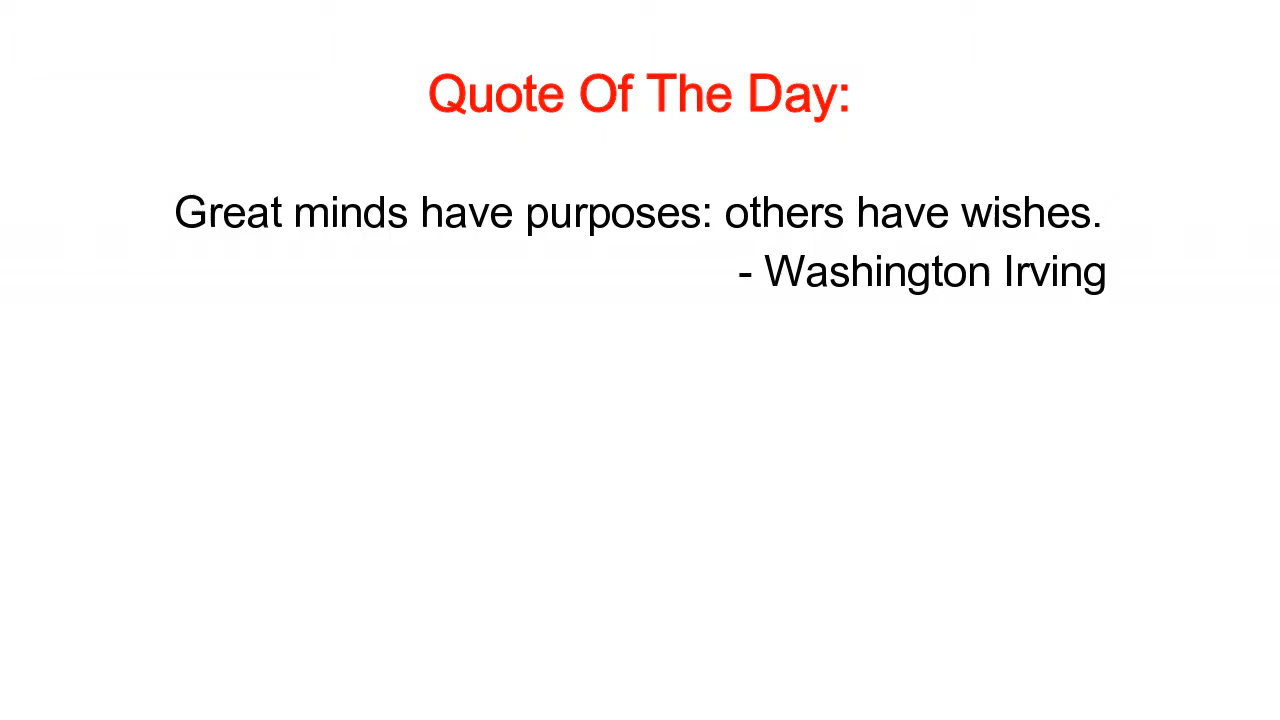 Quote Of The Day:
Great minds have purposes: others have wishes.
- Washington Irving